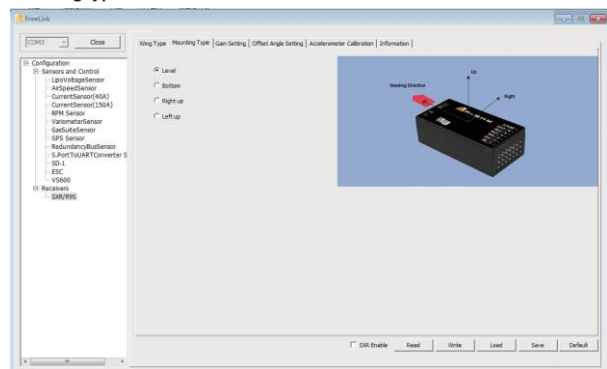 FreeLink
COM3 Close
Wing Type Mounting Type Gain Setting Offset Angle Setting Accelerometer Calibration Information
Configuration
Sensors and Control
LipoVoltageSensor
AirSpeedSensor
CurrentSensor(40A)
CurrentSensor(150A)
RPM Sensor
VariometerSensor
GasSuiteSensor
GPS Sensor
RedundancyBusSensor
S.PortToUARTConverter S
SD-1
ESC
VS600
Receivers
SXR/R9S
Level
Bottom
Right up
Left up
Up
Heading Direction
Right
SXR Enable Read Write Load Save Default